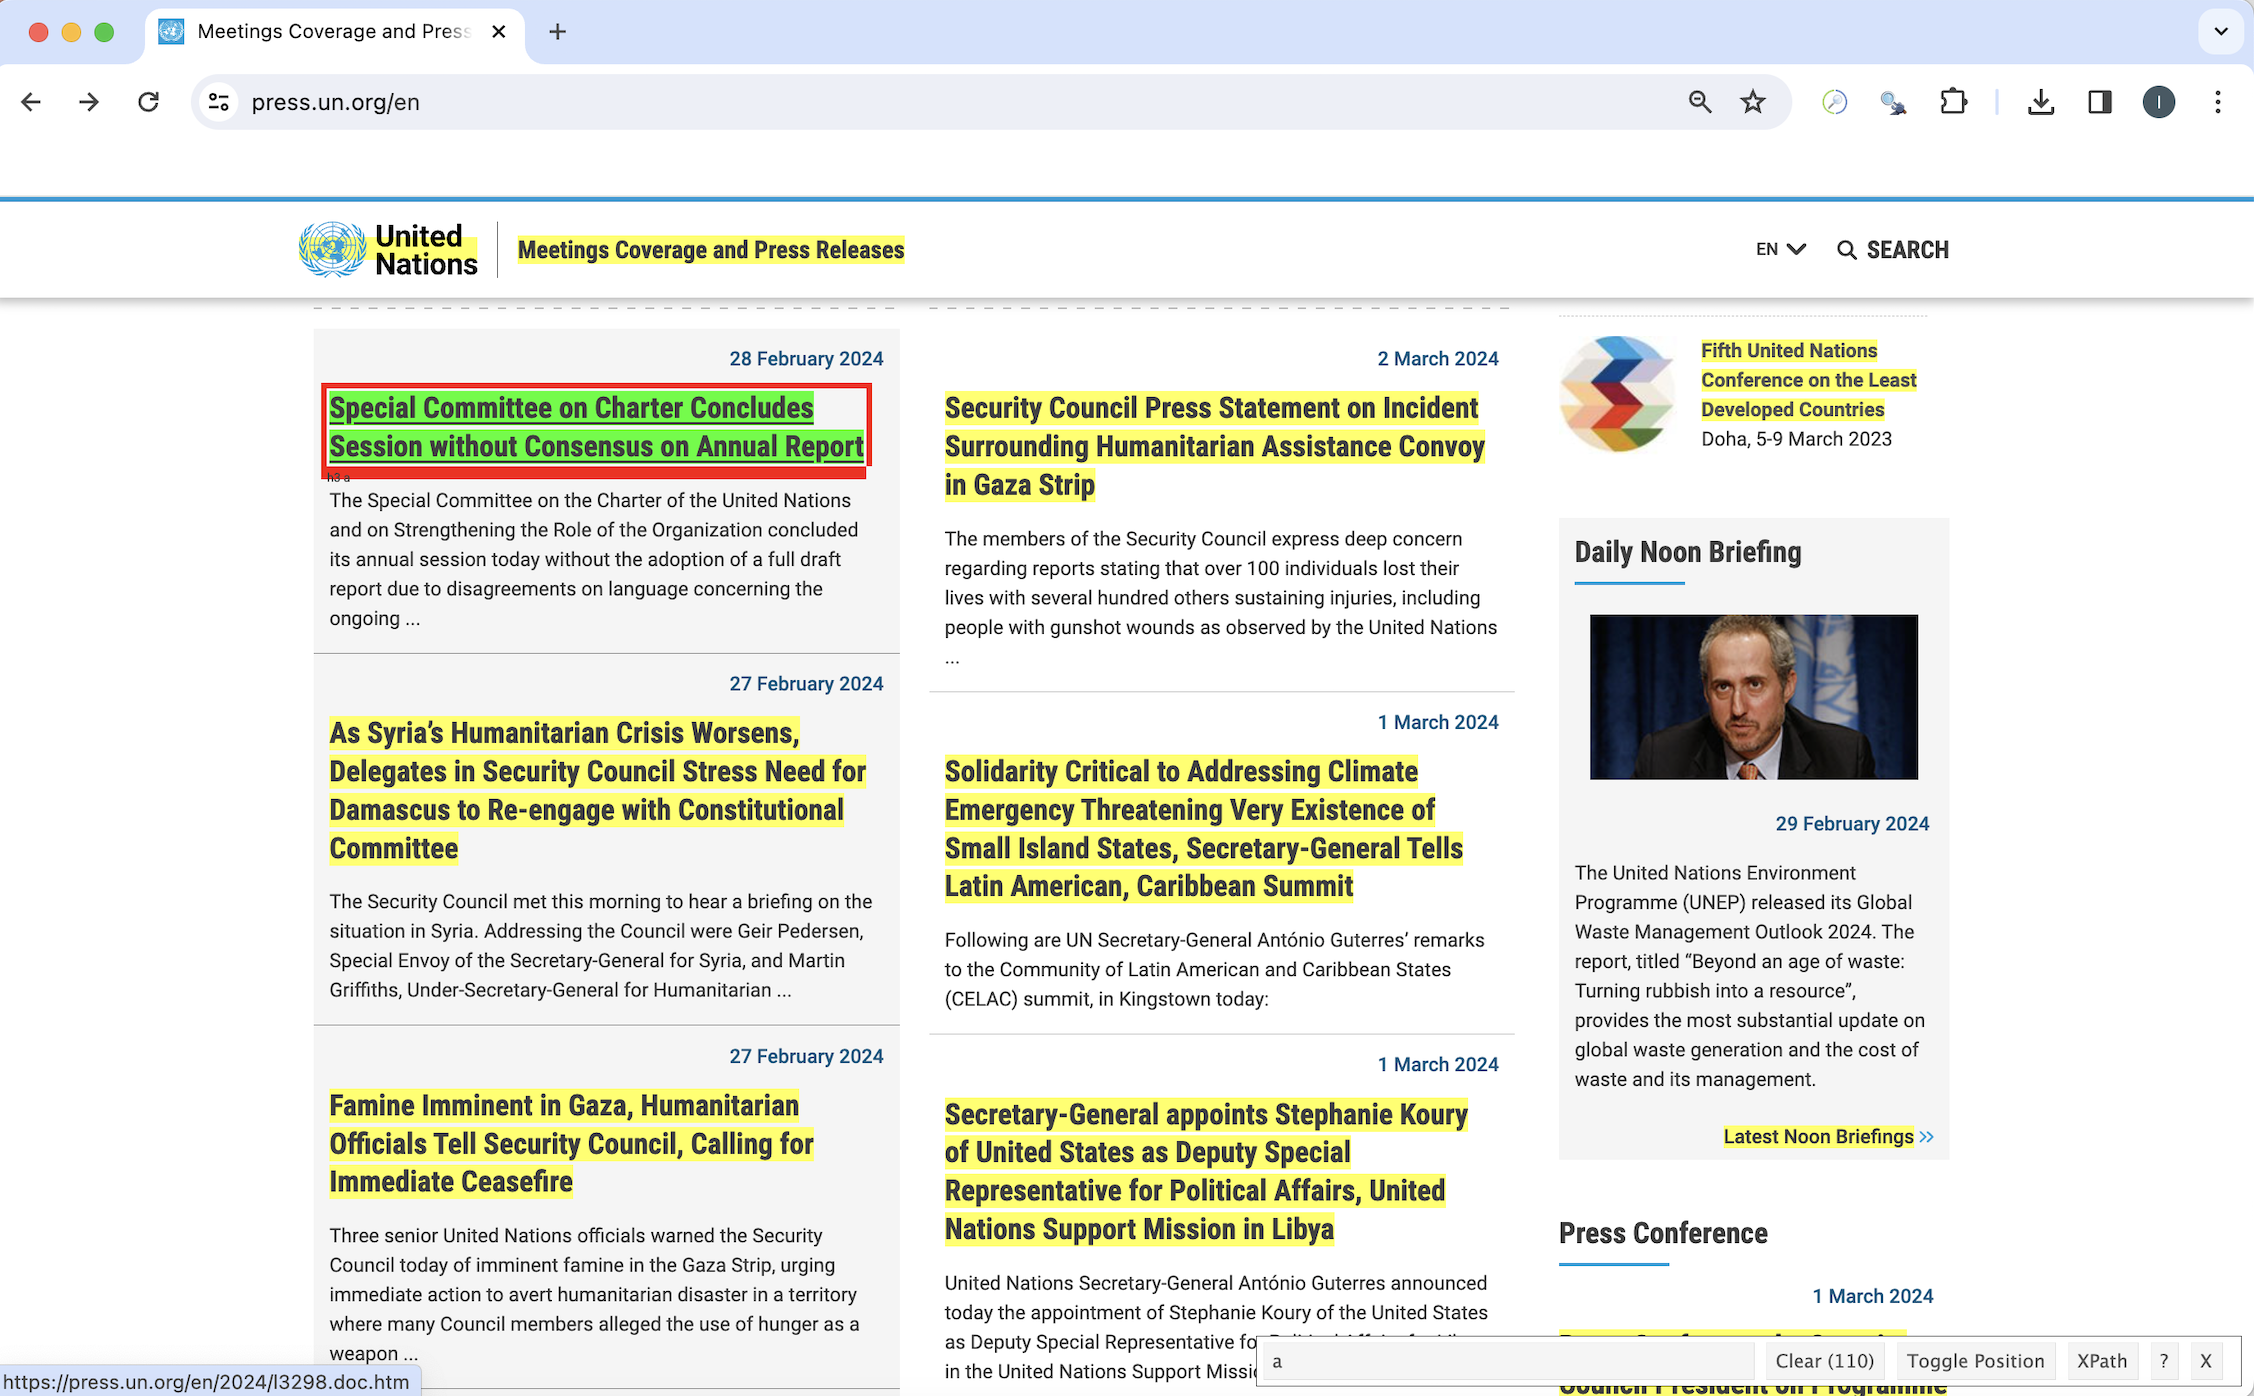 Meetings Coverage and Press
press.un.org/en
I
United
Nations
Meetings Coverage and Press Releases
EN
SEARCH
28 February 2024
Special Committee on Charter Concludes
Session without Consensus on Annual Report
h3 a
The Special Committee on the Charter of the United Nations
and on Strengthening the Role of the Organization concluded
its annual session today without the adoption of a full draft
report due to disagreements on language concerning the
ongoing ...
27 February 2024
As Syria’s Humanitarian Crisis Worsens,
Delegates in Security Council Stress Need for
Damascus to Re-engage with Constitutional
Committee
The Security Council met this morning to hear a briefing on the
situation in Syria. Addressing the Council were Geir Pedersen,
Special Envoy of the Secretary-General for Syria, and Martin
Griffiths, Under-Secretary-General for Humanitarian ...
27 February 2024
Famine Imminent in Gaza, Humanitarian
Officials Tell Security Council, Calling for
Immediate Ceasefire
Three senior United Nations officials warned the Security
Council today of imminent famine in the Gaza Strip, urging
immediate action to avert humanitarian disaster in a territory
where many Council members alleged the use of hunger as a
weapon ...
https://press.un.org/en/2024/l3298.doc.htm
2 March 2024
Security Council Press Statement on Incident
Surrounding Humanitarian Assistance Convoy
in Gaza Strip
The members of the Security Council express deep concern
regarding reports stating that over 100 individuals lost their
lives with several hundred others sustaining injuries, including
people with gunshot wounds as observed by the United Nations
...
1 March 2024
Solidarity Critical to Addressing Climate
Emergency Threatening Very Existence of
Small Island States, Secretary-General Tells
Latin American, Caribbean Summit
Following are UN Secretary-General António Guterres’ remarks
to the Community of Latin American and Caribbean States
(CELAC) summit, in Kingstown today:
1 March 2024
Secretary-General appoints Stephanie Koury
of United States as Deputy Special
Representative for Political Affairs, United
Nations Support Mission in Libya
United Nations Secretary-General António Guterres announced
today the appointment of Stephanie Koury of the United States
as Deputy Special Representative
in the United Nations Support
Fifth United Nations
Conference on the Least
Developed Countries
Doha, 5-9 March 2023
Daily Noon Briefing
29 February 2024
The United Nations Environment
Programme (UNEP) released its Global
Waste Management Outlook 2024. The
report, titled “Beyond an age of waste:
Turning rubbish into a resource”,
provides the most substantial update on
global waste generation and the cost of
waste and its management.
Latest Noon Briefings
Press Conference
1 March 2024
a
Clear (110)
Toggle Position
XPath
?
X